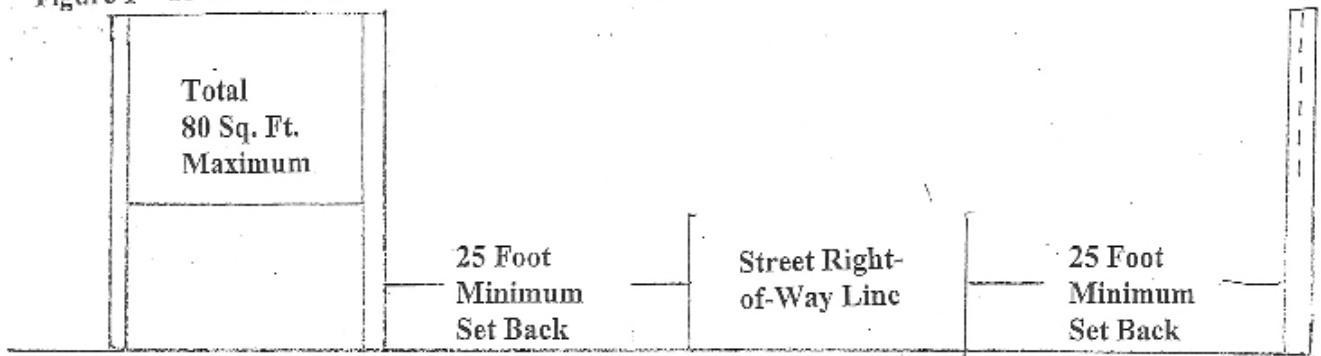 Total
80 Sq. Ft.
Maximum
25 Foot
Minimum
Set Back
Street Right-
of-Way Line
25 Foot
Minimum
Set Back